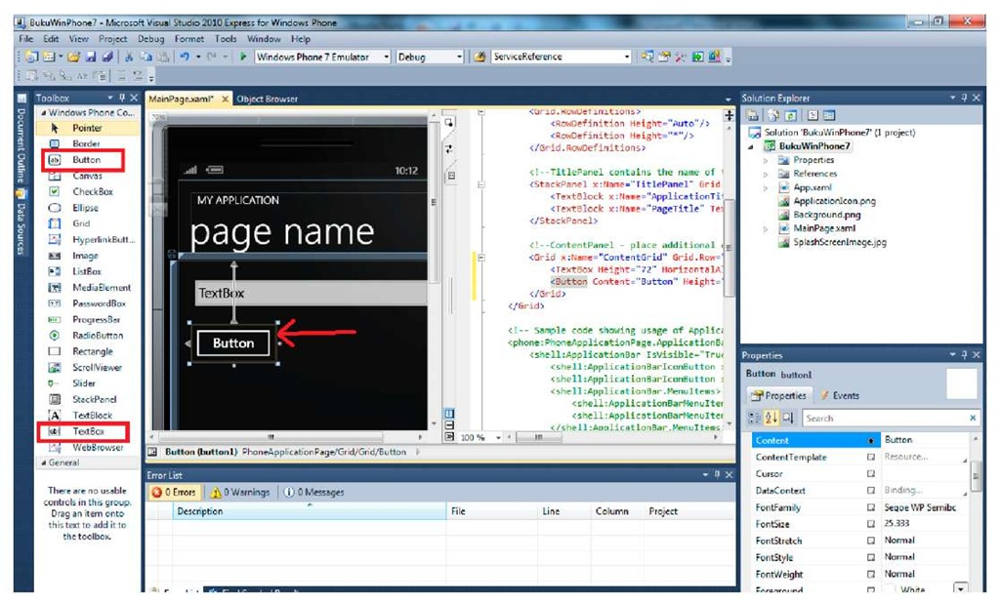 BukuWinPhone7 - Microsoft Visual Studio 2010 Express for Windows Phone
File Edit View Project Debug Format Tools Window Help
Windows Phone 7 Emulator Debug ServiceReference
Document Outline
Data Sources
Toolbox
Windows Phone Co...
Pointer
Border
Button
Canvas
CheckBox
Ellipse
Grid
HyperlinkButt...
Image
ListBox
MediaElement
PasswordBox
ProgressBar
RadioButton
Rectangle
ScrollViewer
Slider
StackPanel
TextBlock
TextBox
WebBrowser
General
There are no usable
controls in this group.
Drag an item onto
this text to add it to
the toolbox.
MainPage.xaml* X Object Browser
10:12
MY APPLICATION
page name
TextBox
Button
<Grid.RowDefinitions>
<RowDefinition Height="Auto"/>
<RowDefinition Height="*"/>
</Grid.RowDefinitions>
<!--TitlePanel contains the name of
<StackPanel x:Name="TitlePanel" Grid
<TextBlock x:Name="ApplicationTi
<TextBlock x:Name="PageTitle" Te
</StackPanel>
<!--ContentPanel - place additional
<Grid x:Name="ContentGrid" Grid.Row=
<TextBox Height="72" HorizontalAl
<Button Content="Button" Height=
</Grid>
</Grid>
<!-- Sample code showing usage of Applica
<phone:PhoneApplicationPage.ApplicationBa
<shell:ApplicationBar IsVisible="True
<shell:ApplicationBarIconButton
<shell:ApplicationBarIconButton
<shell:ApplicationBar.MenuItems>
<shell:ApplicationBarMenuIte
<shell:ApplicationBarMenuIte
</shell:ApplicationBar.MenuItems
100 %
Button (button1) PhoneApplicationPage/Grid/Grid/Button
Error List
0 Errors 0 Warnings 0 Messages
Description File Line Column Project
Solution Explorer
Solution 'BukuWinPhone7' (1 project)
BukuWinPhone7
Properties
References
App.xaml
ApplicationIcon.png
Background.png
MainPage.xaml
SplashScreenImage.jpg
Properties
Button button1
Properties Events
Search
Content Button
ContentTemplate Resource...
Cursor
DataContext Binding...
FontFamily Segoe WP Semibc
FontSize 25.333
FontStretch Normal
FontStyle Normal
FontWeight Normal
Foreground White